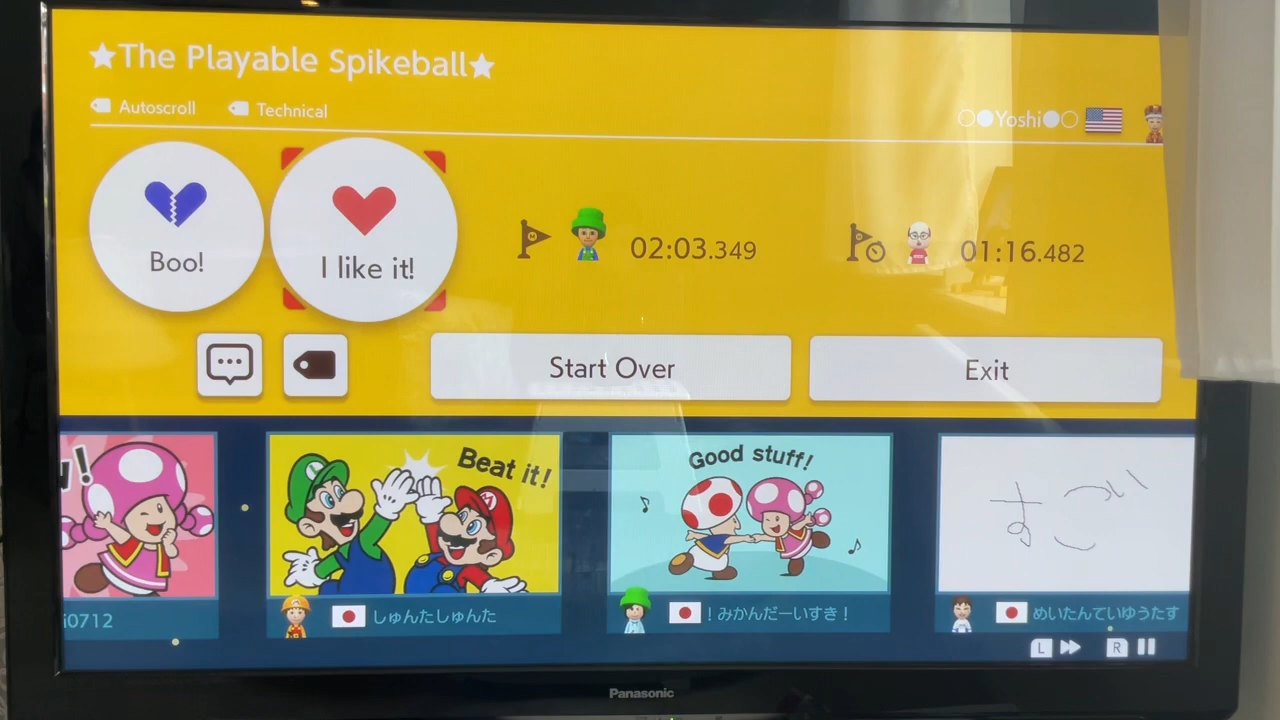 ★The Playable Spikeball★
Autoscroll Technical
○●Yoshi●○
Boo!
I like it!
02:03.349
01:16.482
Start Over
Exit
Beat it!
Good stuff!
すごい
i0712
しゅんたしゅんた
！みかんだーいすき！
めいたんていゆうたす
L R
Panasonic